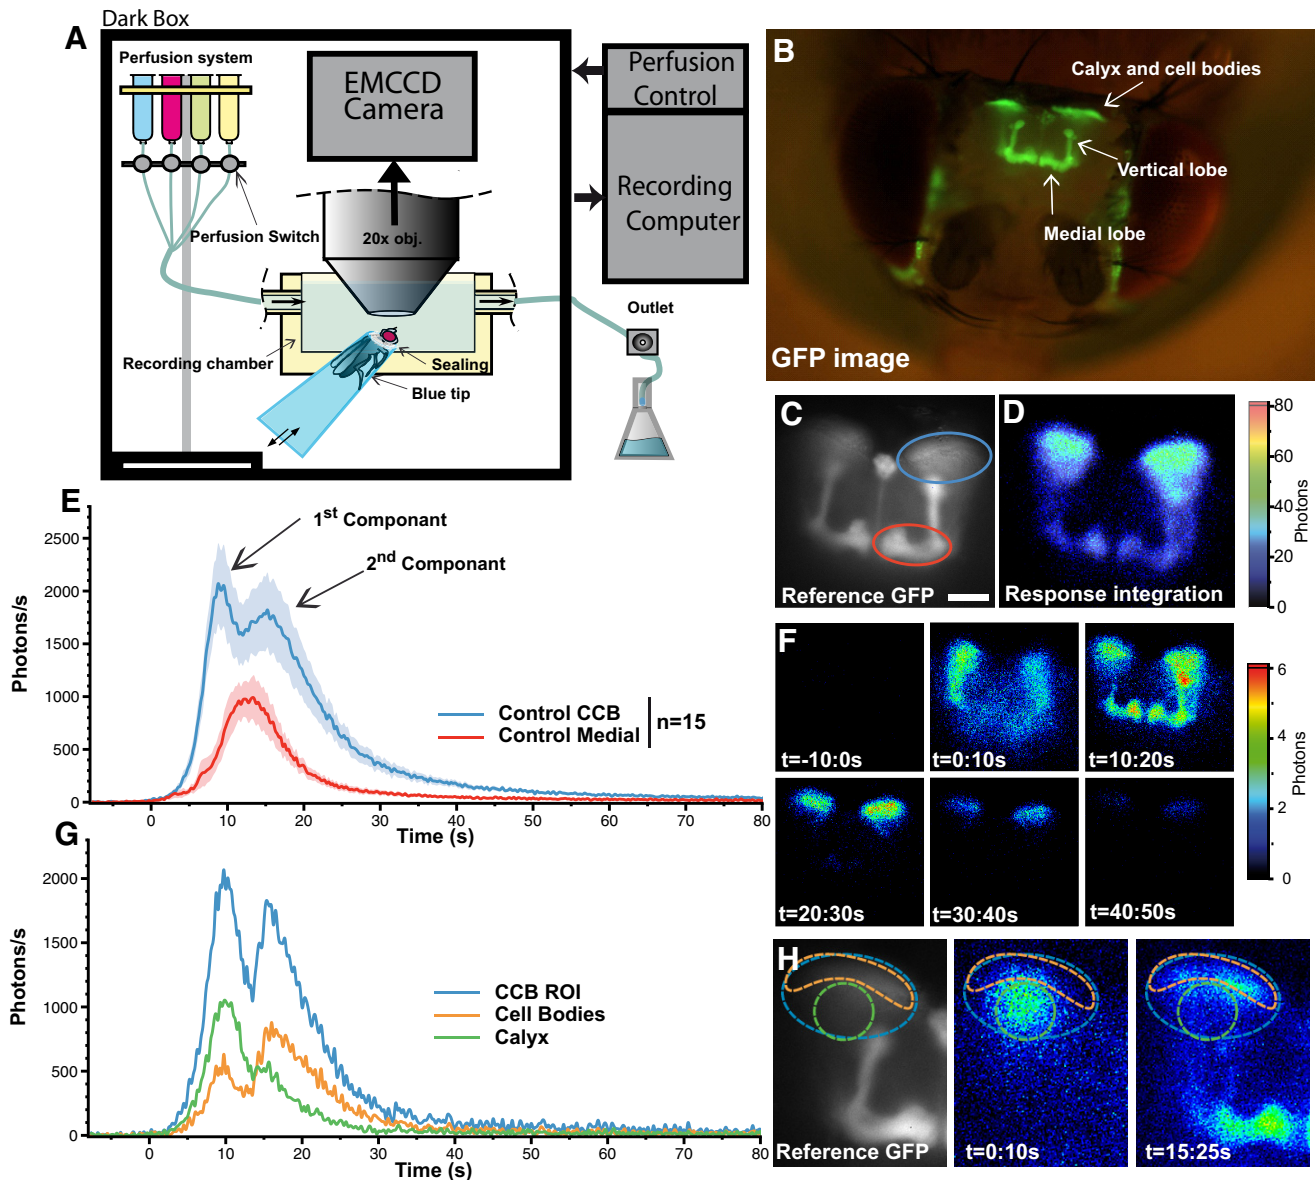 Dark Box
A
Perfusion system
EMCCD
Camera
Perfusion
Control
Recording
Computer
Perfusion Switch
20x obj.
Outlet
Recording chamber
Sealing
Blue tip
B
Calyx and cell bodies
Vertical lobe
Medial lobe
GFP image
C
Reference GFP
D
Response integration
80
60
40
20
0
Photons
E
1st Componant
2nd Componant
2500
2000
1500
1000
500
0
Photons/s
Control CCB
Control Medial
n=15
0 10 20 30 40 50 60 70 80
Time (s)
F
t=-10:0s
t=0:10s
t=10:20s
t=20:30s
t=30:40s
t=40:50s
6
4
2
0
Photons
G
2000
1500
1000
500
0
Photons/s
CCB ROI
Cell Bodies
Calyx
0 10 20 30 40 50 60 70 80
Time (s)
H
Reference GFP
t=0:10s
t=15:25s